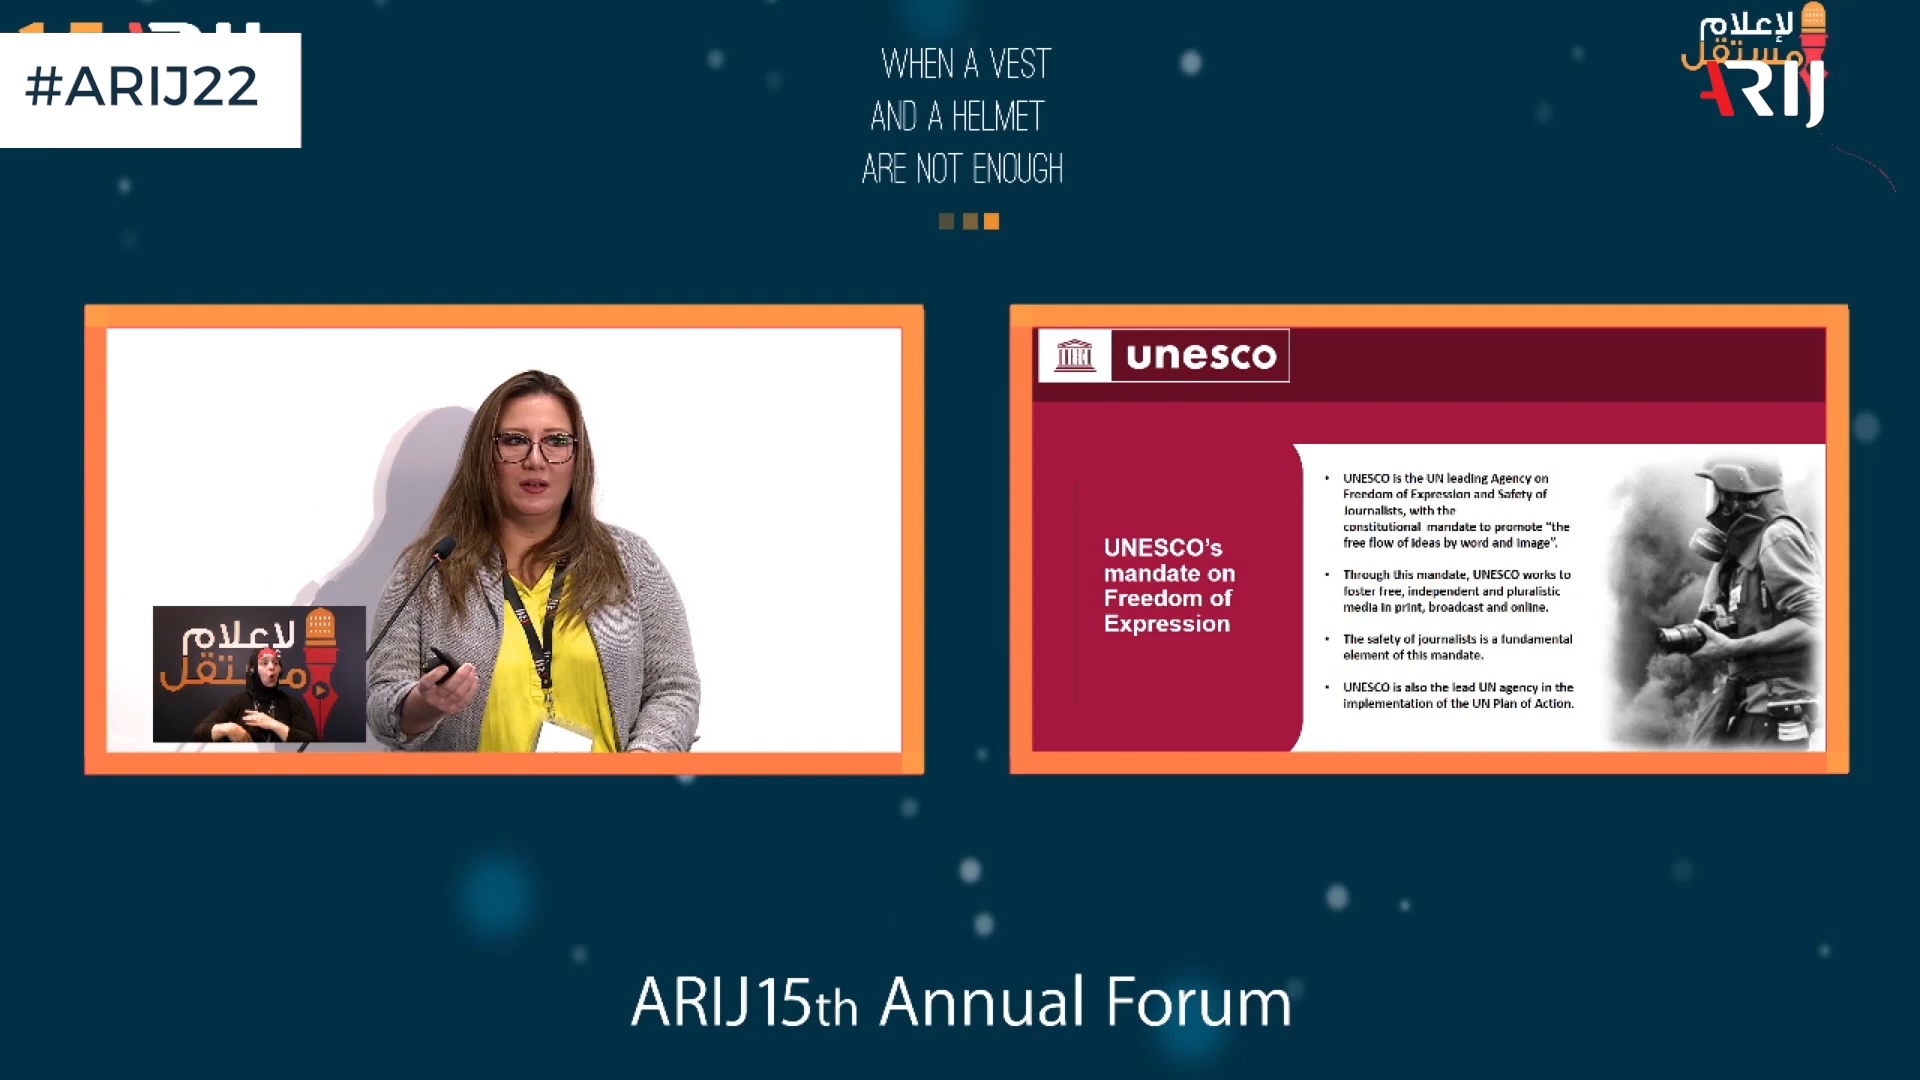 #ARIJ22
WHEN A VEST
AND A HELMET
ARE NOT ENOUGH
لإعلام
مستقل
ARIJ
لإعلام
مستقل
unesco
UNESCO’s
mandate on
Freedom of
Expression
• UNESCO is the UN leading Agency on
Freedom of Expression and Safety of
Journalists, with the
constitutional mandate to promote "the
free flow of ideas by word and image".
• Through this mandate, UNESCO works to
foster free, independent and pluralistic
media in print, broadcast and online.
• The safety of journalists is a fundamental
element of this mandate.
• UNESCO is also the lead UN agency in the
implementation of the UN Plan of Action.
ARIJ15th Annual Forum